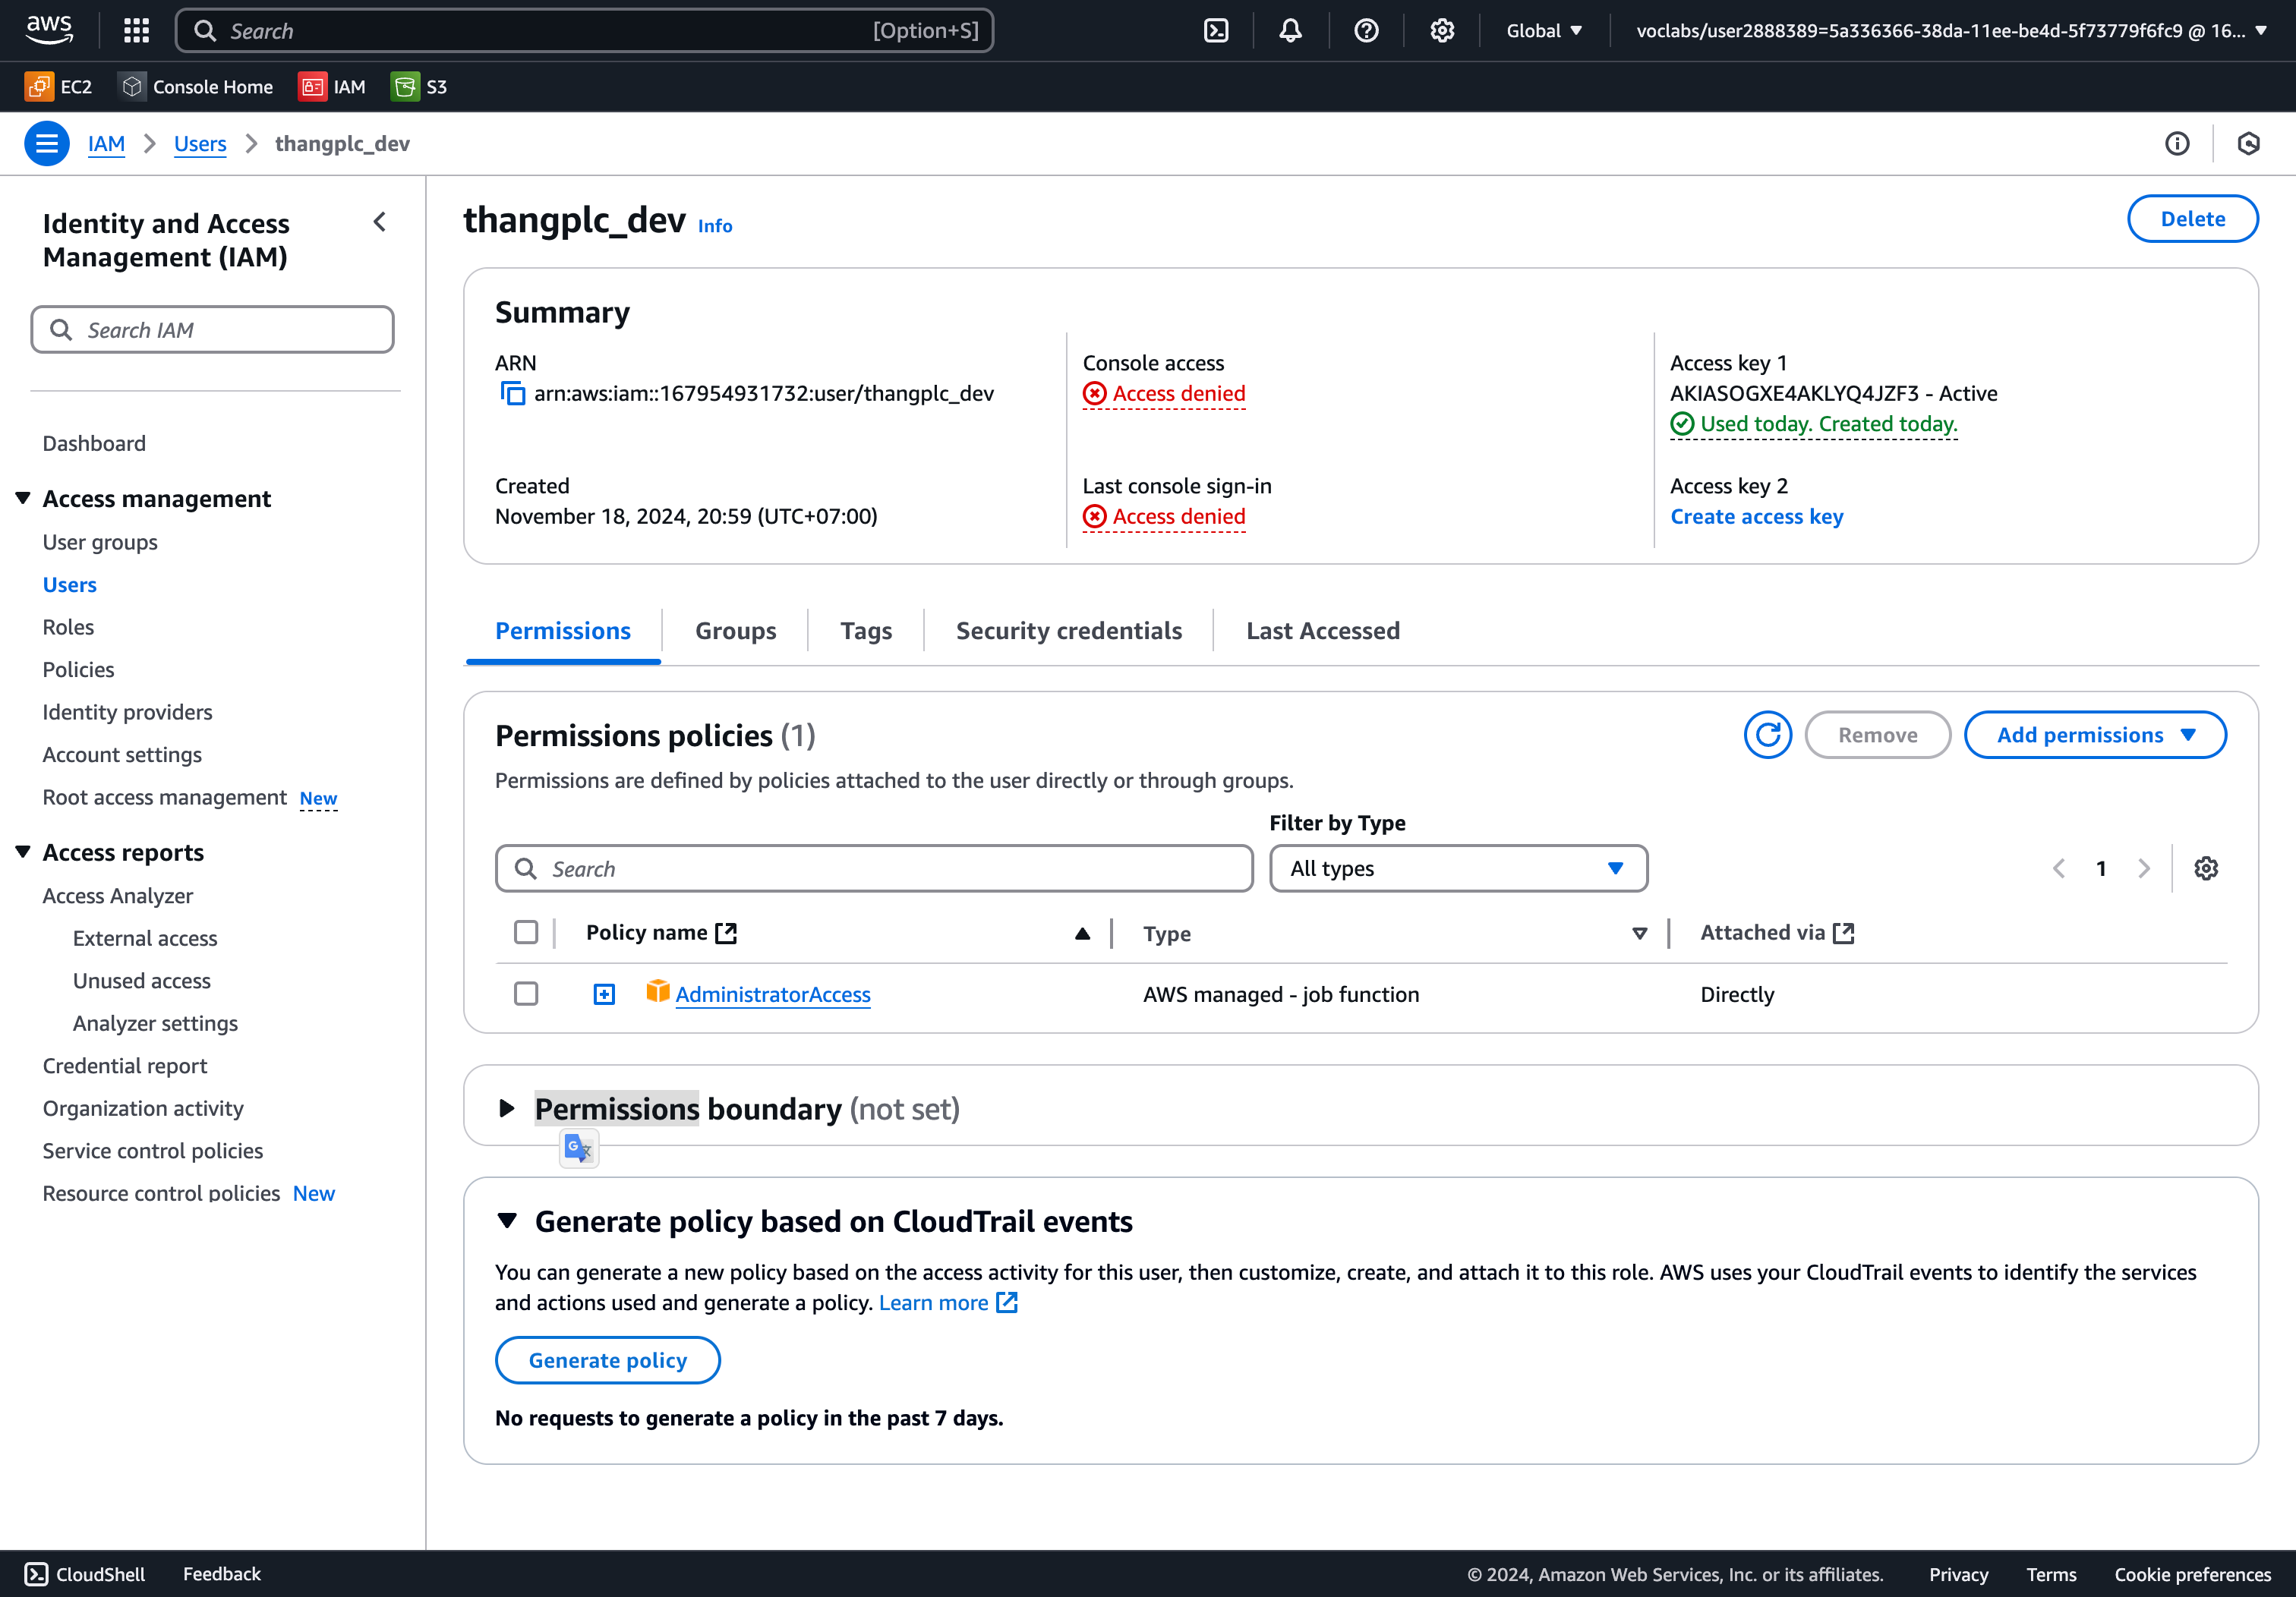 aws
Search
[Option+S]
Global
voclabs/user2888389=5a336366-38da-11ee-be4d-5f73779f6fc9 @ 16...
EC2
Console Home
IAM
S3
IAM
Users
thangplc_dev
Identity and Access
Management (IAM)
Search IAM
Dashboard
Access management
User groups
Users
Roles
Policies
Identity providers
Account settings
Root access management New
Access reports
Access Analyzer
External access
Unused access
Analyzer settings
Credential report
Organization activity
Service control policies
Resource control policies New
thangplc_dev Info
Delete
Summary
ARN
arn:aws:iam::167954931732:user/thangplc_dev
Created
November 18, 2024, 20:59 (UTC+07:00)
Console access
Access denied
Last console sign-in
Access denied
Access key 1
AKIASOGXE4AKLYQ4JZF3 - Active
Used today. Created today.
Access key 2
Create access key
Permissions
Groups
Tags
Security credentials
Last Accessed
Permissions policies (1)
Remove
Add permissions
Permissions are defined by policies attached to the user directly or through groups.
Filter by Type
Search
All types
1
Policy name
Type
Attached via
AdministratorAccess
AWS managed - job function
Directly
Permissions boundary (not set)
Generate policy based on CloudTrail events
You can generate a new policy based on the access activity for this user, then customize, create, and attach it to this role. AWS uses your CloudTrail events to identify the services
and actions used and generate a policy. Learn more
Generate policy
No requests to generate a policy in the past 7 days.
CloudShell
Feedback
© 2024, Amazon Web Services, Inc. or its affiliates.
Privacy
Terms
Cookie preferences